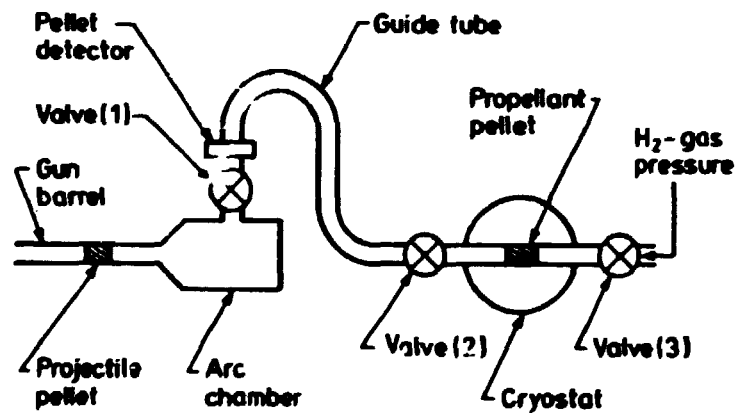 Pellet
detector
Guide tube
Valve(1)
Propellant
pellet
H₂-gas
pressure
Gun
barrel
Projectile
pellet
Arc
chamber
Valve(2)
Cryostat
Valve(3)